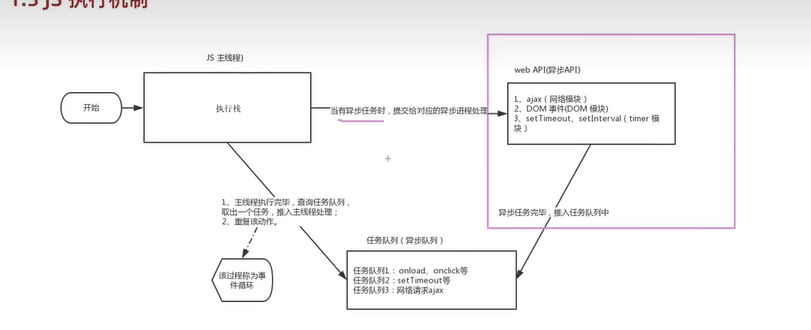 1.5 JS 执行机制
JS 主线程)
web API(异步API)
开始
执行栈
当有异步任务时，提交给对应的异步进程处理
1、ajax（网络模块）
2、DOM 事件(DOM 模块)
3、setTimeout、setInterval（timer 模
块）
1、主线程执行完毕，查询任务队列，
取出一个任务，推入主线程处理；
2、重复该动作。
异步任务完毕，推入任务队列中
任务队列（异步队列）
该过程称为事
件循环
任务队列1：onload、onclick等
任务队列2：setTimeout等
任务队列3：网络请求ajax